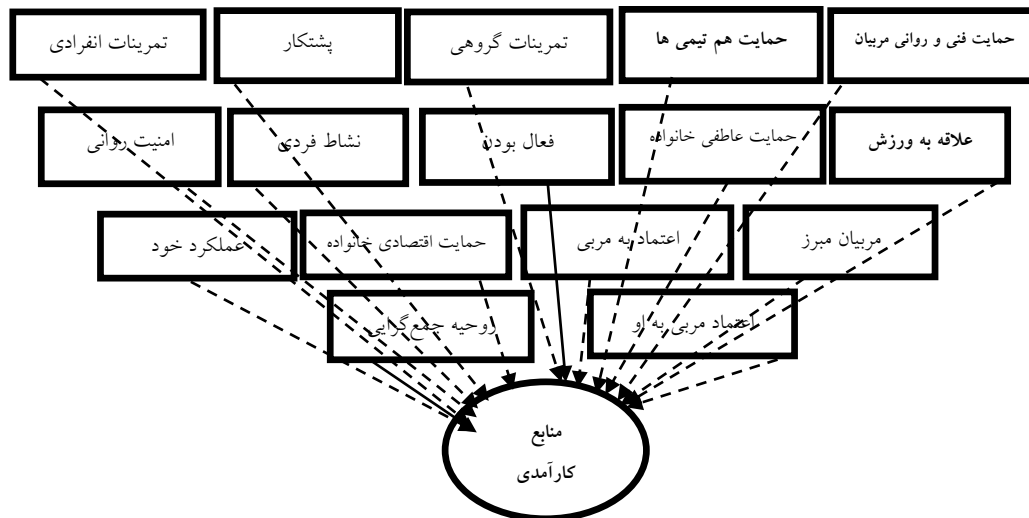 حمایت فنی و روانی مربیان
حمایت هم تیمی ها
تمرینات گروهی
پشتکار
تمرینات انفرادی
علاقه به ورزش
حمایت عاطفی خانواده
فعال بودن
نشاط فردی
امنیت روانی
مربیان مبرز
اعتماد به مربی
حمایت اقتصادی خانواده
عملکرد خود
اعتماد مربی به او
روحیه جمع‌گرایی
منابع
کارآمدی